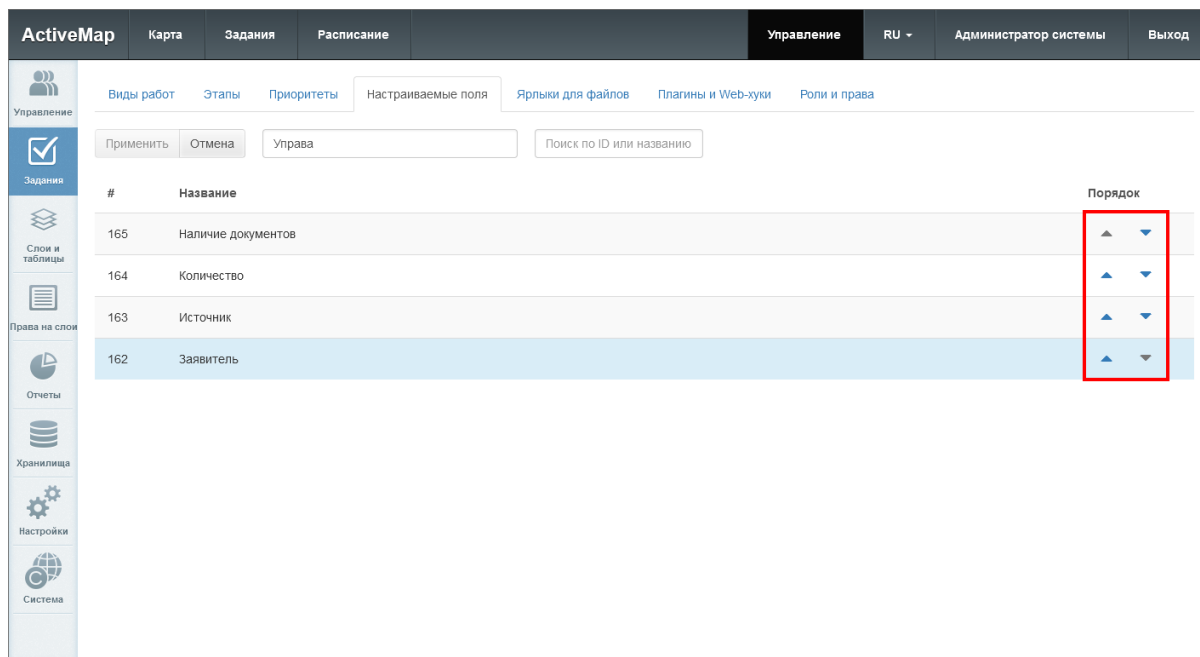 ActiveMap Карта Задания Расписание Управление RU Администратор системы Выход
Управление
Задания
Слои и
таблицы
Права на слои
Отчеты
Хранилища
Настройки
Система
Виды работ Этапы Приоритеты Настраиваемые поля Ярлыки для файлов Плагины и Web-хуки Роли и права
Применить Отмена Управа Поиск по ID или названию
# Название Порядок
165 Наличие документов
164 Количество
163 Источник
162 Заявитель